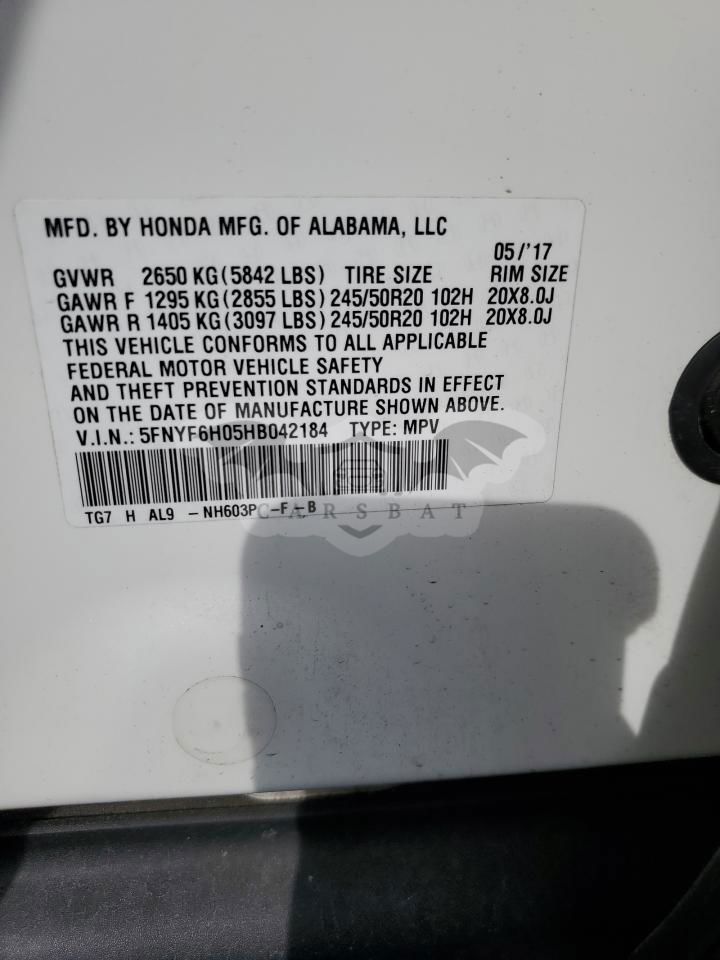 MFD. BY HONDA MFG. OF ALABAMA, LLC
05/'17
GVWR 2650 KG(5842 LBS) TIRE SIZE RIM SIZE
GAWR F 1295 KG(2855 LBS) 245/50R20 102H 20X8.0J
GAWR R 1405 KG(3097 LBS) 245/50R20 102H 20X8.0J
THIS VEHICLE CONFORMS TO ALL APPLICABLE
FEDERAL MOTOR VEHICLE SAFETY
AND THEFT PREVENTION STANDARDS IN EFFECT
ON THE DATE OF MANUFACTURE SHOWN ABOVE.
V.I.N.: 5FNYF6H05HB042184 TYPE: MPV
TG7 H AL9 - NH603PC-F - B
CARSBAT